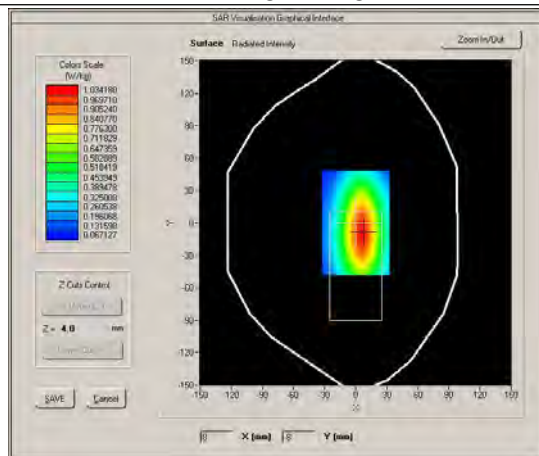 SAR Visualisation Graphical Interface
Surface Radiated Intensity
Zoom In/Out
Colors Scale
(W/kg)
1.034180
0.969710
0.905240
0.840770
0.776300
0.711829
0.647359
0.582889
0.518419
0.453949
0.389478
0.325008
0.260538
0.196068
0.131598
0.067127
150
120
90
60
30
0
-30
-60
-90
-120
-150
Y
-150 -120 -90 -60 -30 0 30 60 90 120 150
X
Z Cuts Control
Z = 4.0 mm
SAVE Cancel
X (mm) Y (mm)